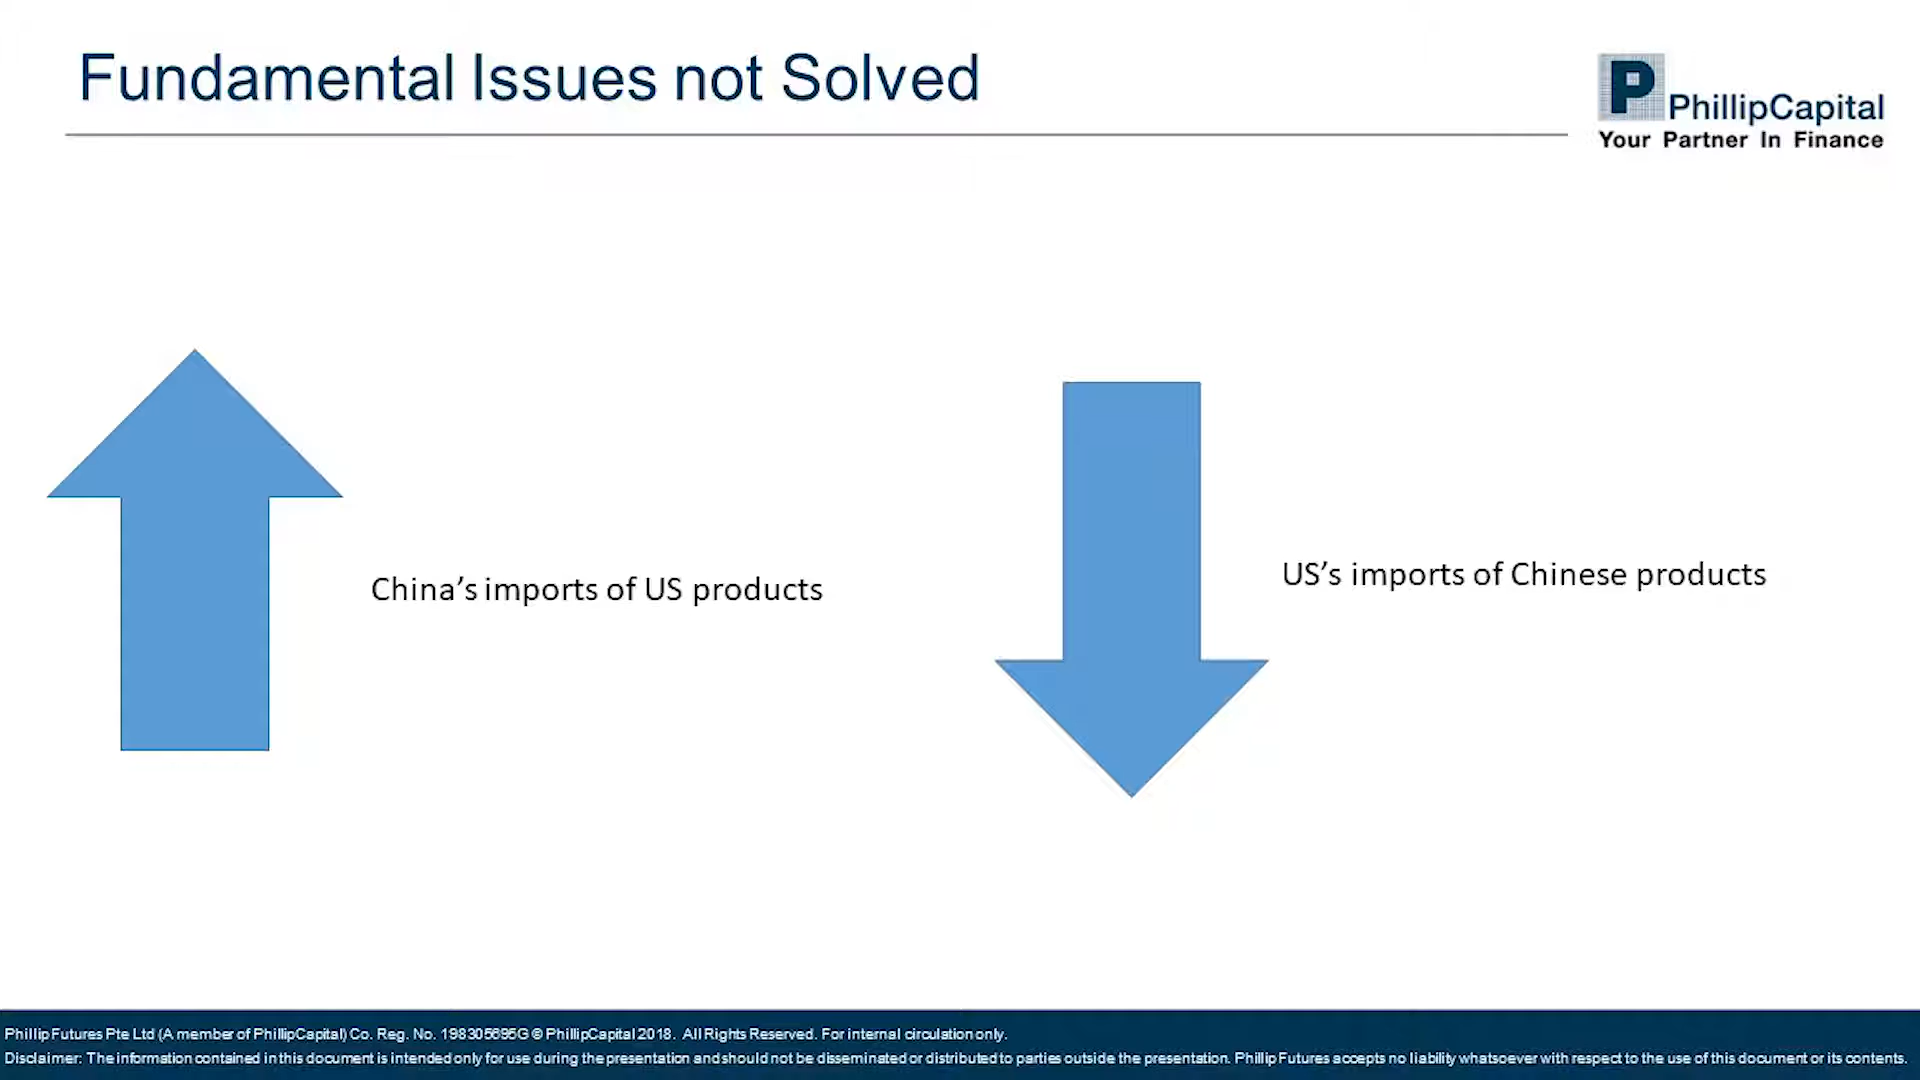 Fundamental Issues not Solved
P PhillipCapital
Your Partner In Finance
China’s imports of US products
US’s imports of Chinese products
Phillip Futures Pte Ltd (A member of PhillipCapital) Co. Reg. No. 198305695G © PhillipCapital 2018. All Rights Reserved. For internal circulation only.
Disclaimer: The information contained in this document is intended only for use during the presentation and should not be disseminated or distributed to parties outside the presentation. Phillip Futures accepts no liability whatsoever with respect to the use of this document or its contents.